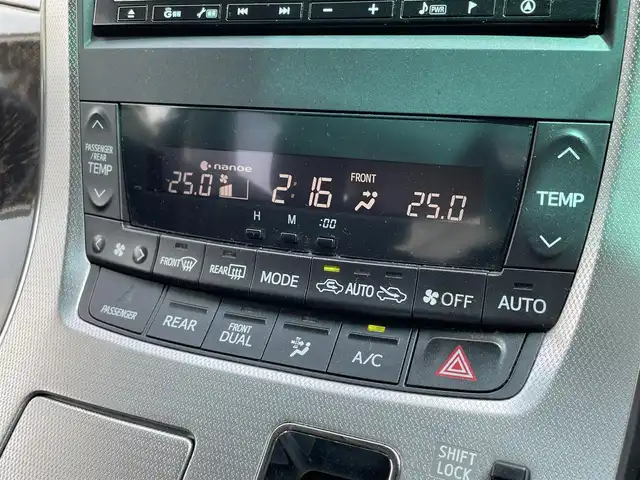 PWR
nanoe
PASSENGER
/REAR
TEMP
25.0
2:16
FRONT
25.0
TEMP
H M :00
FRONT
REAR
MODE
AUTO
OFF
AUTO
PASSENGER
REAR
FRONT
DUAL
A/C
SHIFT
LOCK